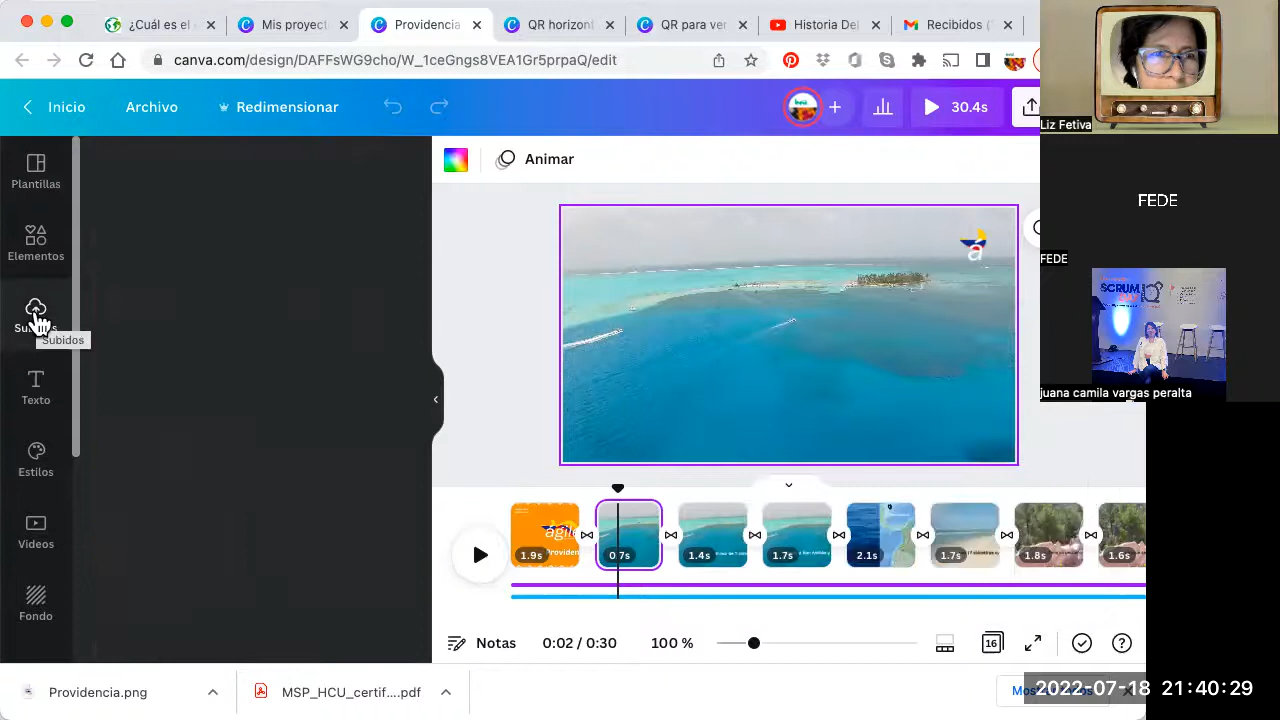 ¿Cuál es el
Mis proyect
Providencia
QR horizon
QR para ver
Historia Del
Recibidos (
canva.com/design/DAFFsWG9cho/W_1ceGngs8VEA1Gr5prpaQ/edit
Inicio
Archivo
Redimensionar
30.4s
Liz Fetiva
Plantillas
Animar
FEDE
Elementos
FEDE
SCRUM
Subidos
Texto
juana camila vargas peralta
Estilos
Videos
1.9s
0.7s
1.4s
1.7s
2.1s
1.7s
1.8s
1.6s
Fondo
Notas
0:02 / 0:30
100 %
16
Providencia.png
MSP_HCU_certif....pdf
2022-07-18 21:40:29